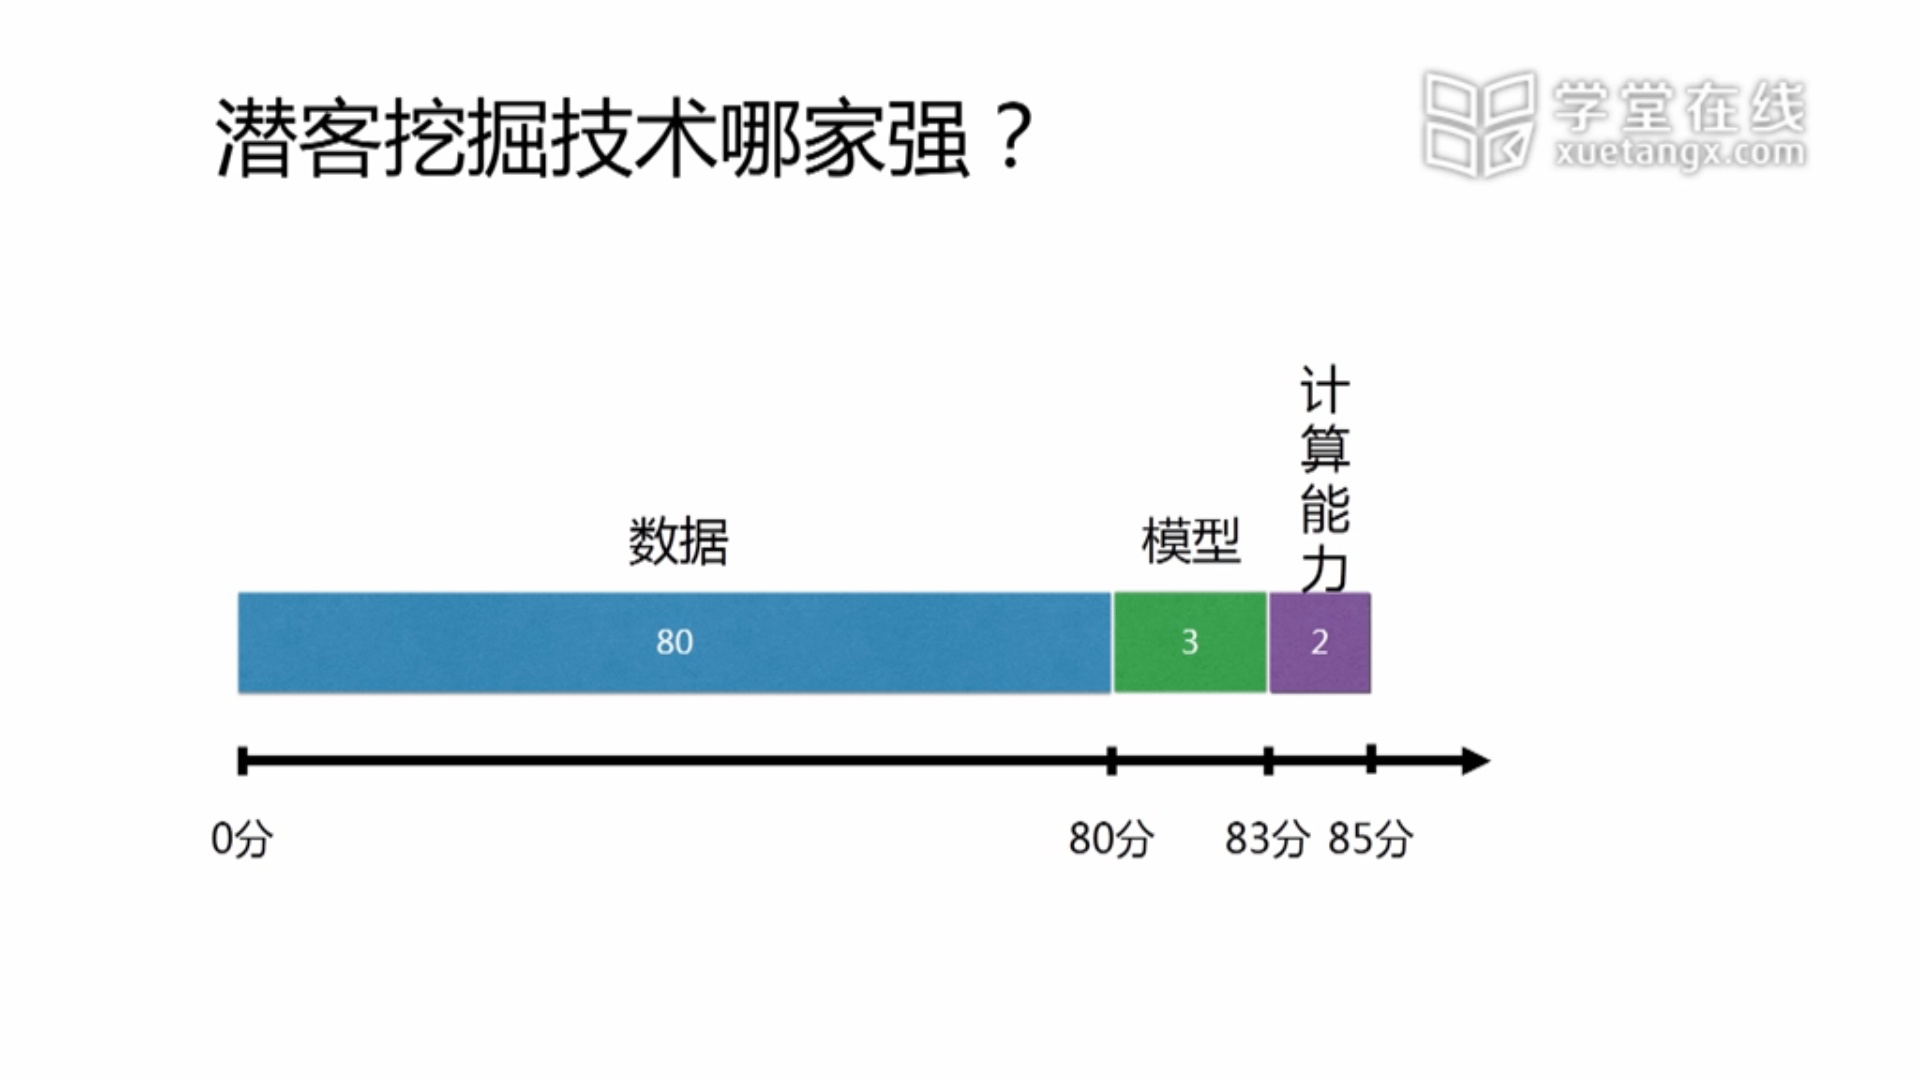 潜客挖掘技术哪家强？
学堂在线
xuetangx.com
计算能力
数据
模型
80
3
2
0分
80分
83分
85分